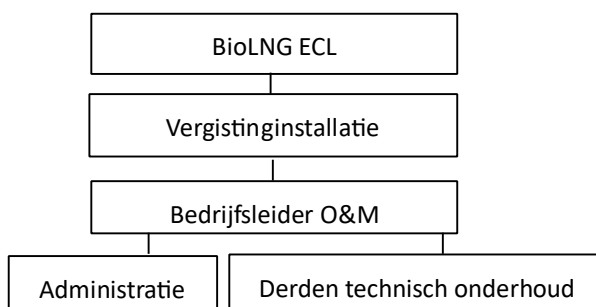 BioLNG ECL
Vergistinginstallatie
Bedrijfsleider O&M
Administratie
Derden technisch onderhoud